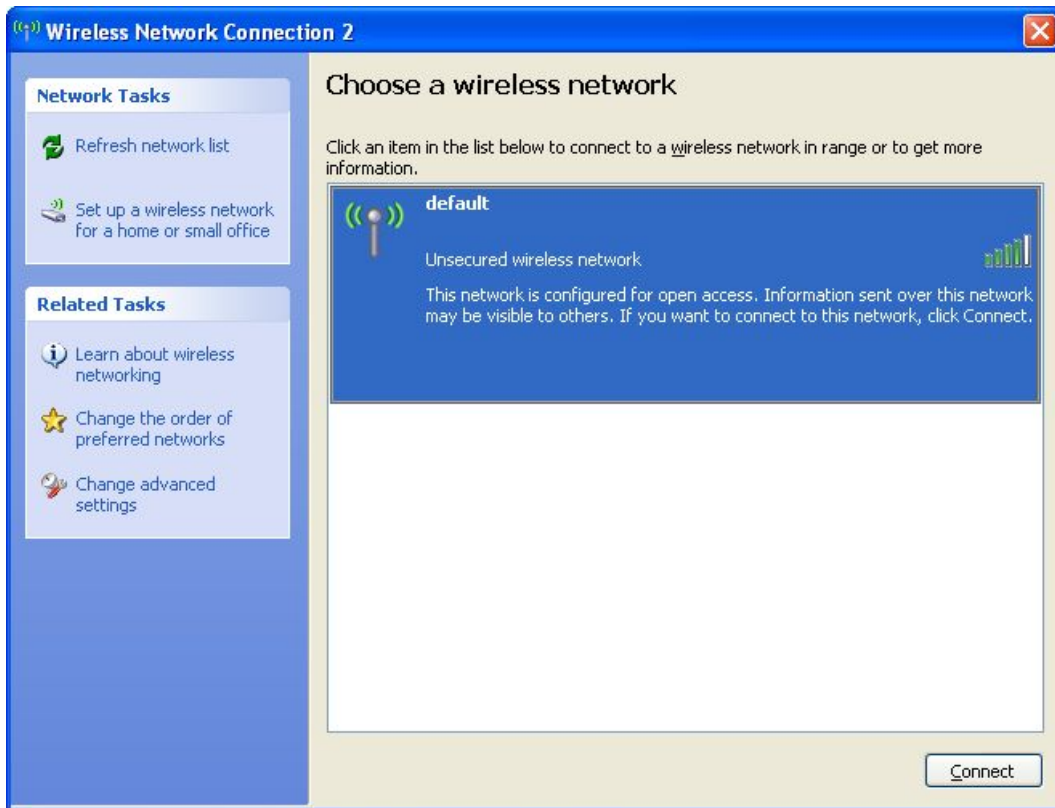 Wireless Network Connection 2
Network Tasks
Refresh network list
Set up a wireless network
for a home or small office
Related Tasks
Learn about wireless
networking
Change the order of
preferred networks
Change advanced
settings
Choose a wireless network
Click an item in the list below to connect to a wireless network in range or to get more
information.
default
Unsecured wireless network
This network is configured for open access. Information sent over this network
may be visible to others. If you want to connect to this network, click Connect.
Connect